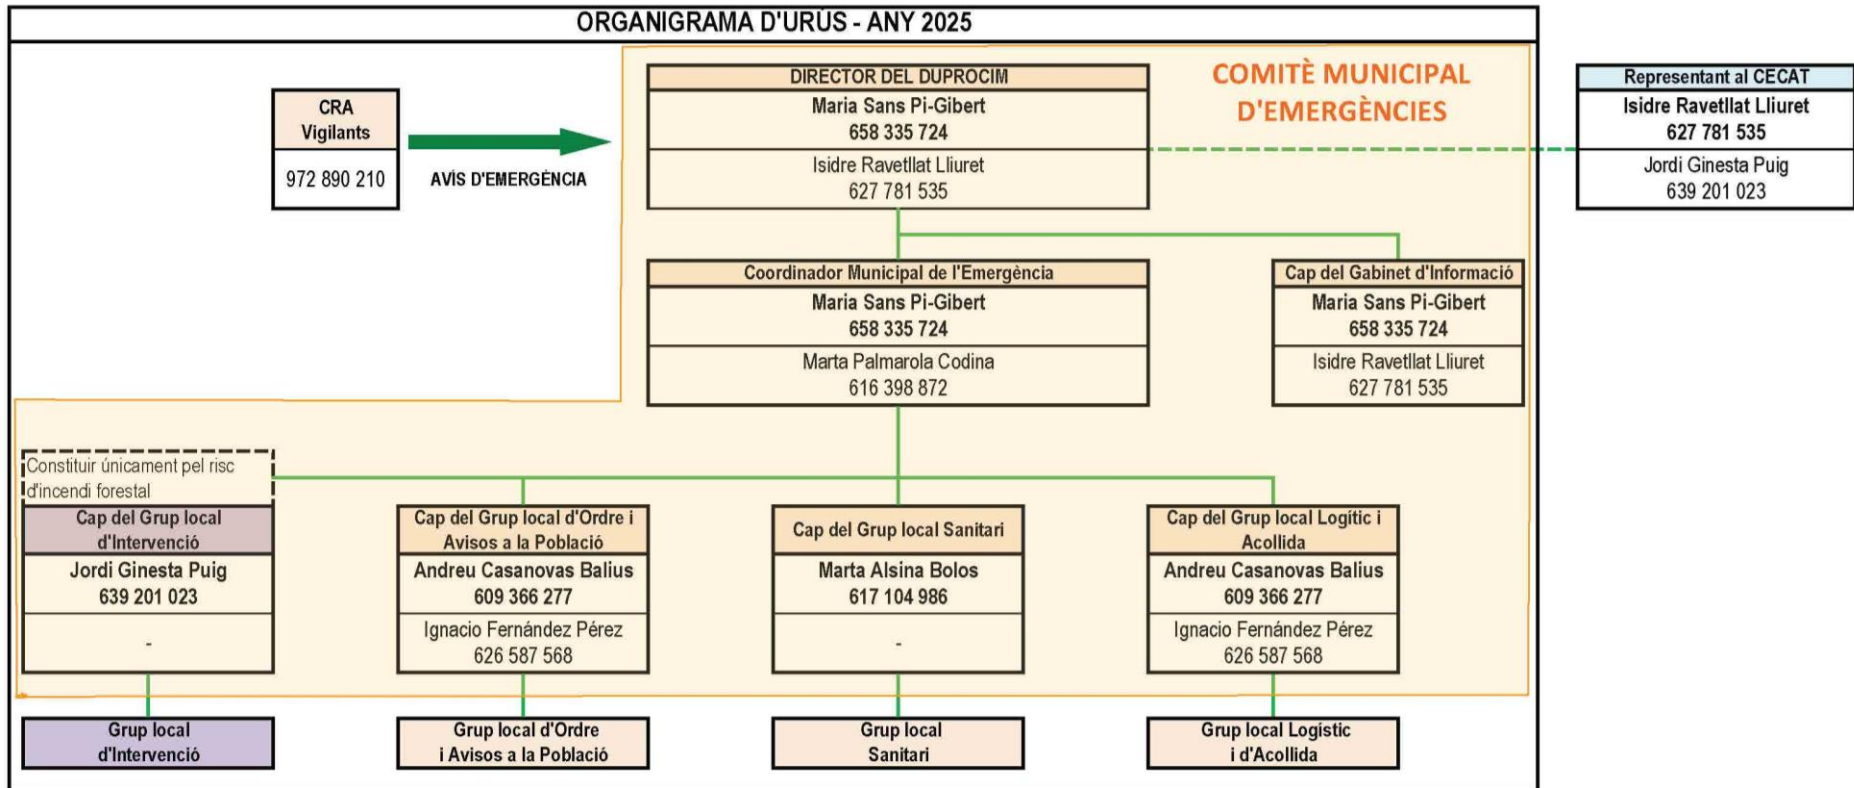 ORGANIGRAMA D'URÚS - ANY 2025
CRA
Vigilants
972 890 210
AVÍS D'EMERGÈNCIA
DIRECTOR DEL DUPROCIM
Maria Sans Pi-Gibert
658 335 724
Isidre Ravetllat Lliuret
627 781 535
COMITÈ MUNICIPAL
D'EMERGÈNCIES
Representant al CECAT
Isidre Ravetllat Lliuret
627 781 535
Jordi Ginesta Puig
639 201 023
Coordinador Municipal de l'Emergència
Maria Sans Pi-Gibert
658 335 724
Marta Palmarola Codina
616 398 872
Cap del Gabinet d'Informació
Maria Sans Pi-Gibert
658 335 724
Isidre Ravetllat Lliuret
627 781 535
Constituir únicament pel risc
d'incendi forestal
Cap del Grup local
d'Intervenció
Jordi Ginesta Puig
639 201 023
-
Cap del Grup local d'Ordre i
Avisos a la Població
Andreu Casanovas Balius
609 366 277
Ignacio Fernández Pérez
626 587 568
Cap del Grup local Sanitari
Marta Alsina Bolos
617 104 986
-
Cap del Grup local Logític i
Acollida
Andreu Casanovas Balius
609 366 277
Ignacio Fernández Pérez
626 587 568
Grup local
d'Intervenció
Grup local d'Ordre
i Avisos a la Població
Grup local
Sanitari
Grup local Logístic
i d'Acollida